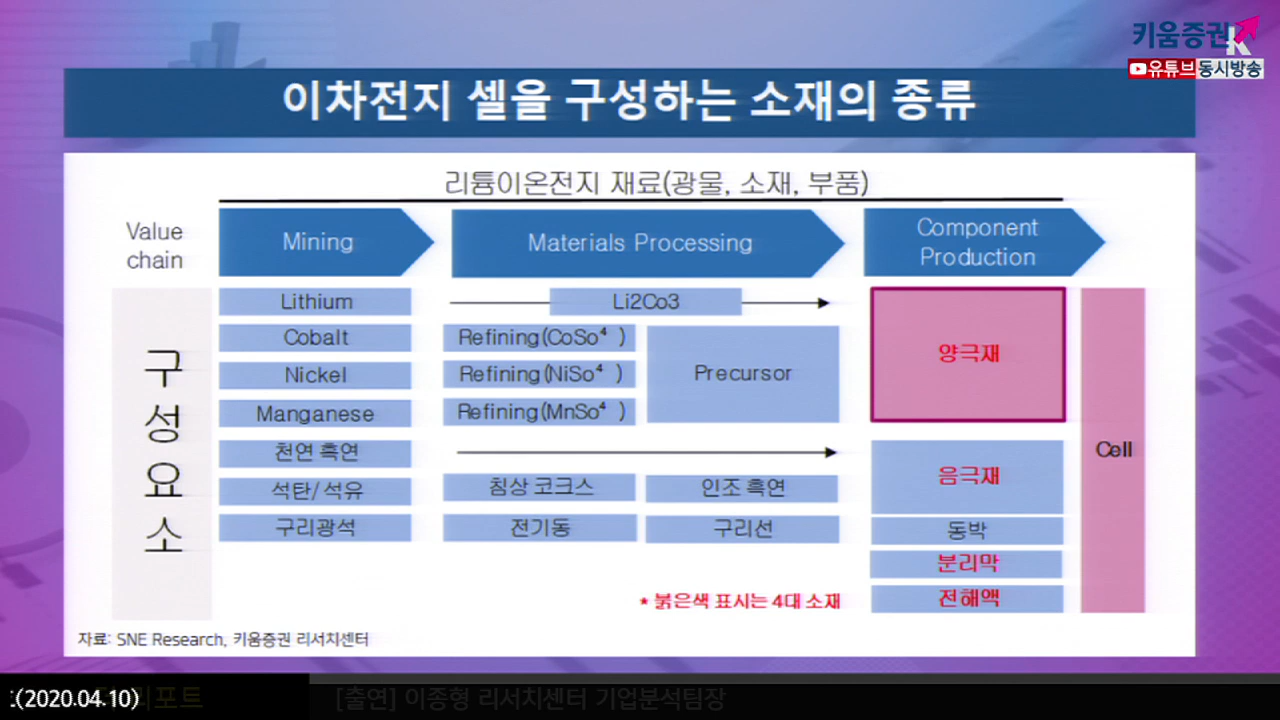 키움증권
유튜브동시방송
이차전지 셀을 구성하는 소재의 종류
리튬이온전지 재료(광물, 소재, 부품)
Value
chain
Mining
Materials Processing
Component
Production
구
성
요
소
Lithium
Li2Co3
양극재
Cobalt
Refining(CoSo⁴ )
Precursor
Nickel
Refining(NiSo⁴ )
Manganese
Refining(MnSo⁴ )
천연 흑연
음극재
Cell
석탄/석유
침상 코크스
인조 흑연
구리광석
전기동
구리선
동박
분리막
전해액
* 붉은색 표시는 4대 소재
자료: SNE Research, 키움증권 리서치센터
:(2020.04.10)
리포트
[출연] 이종형 리서치센터 기업분석팀장